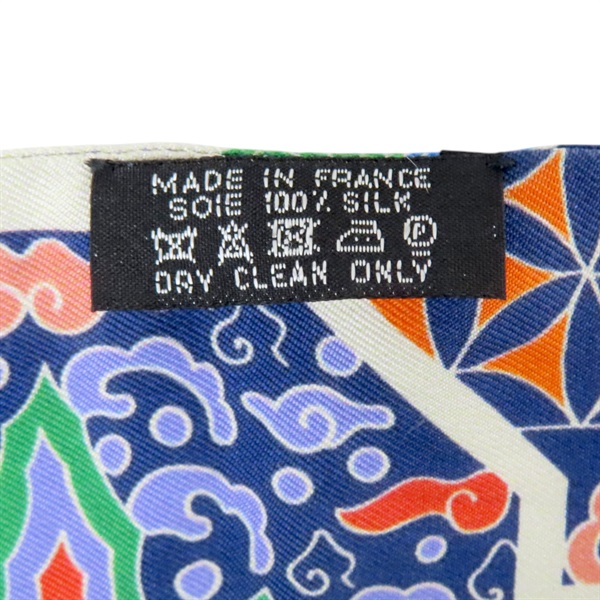 MADE IN FRANCE
SOIE 100% SILK
P
DRY CLEAN ONLY